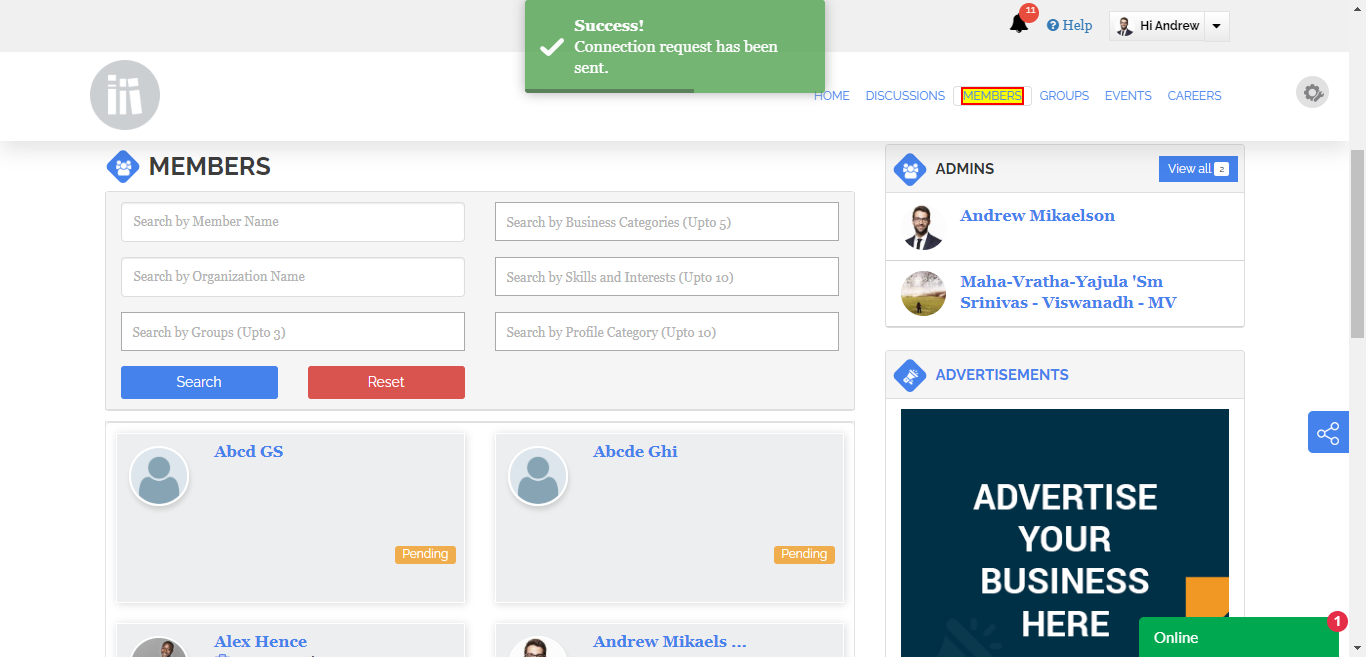 Success!
Connection request has been
sent.
11
Help
Hi Andrew
HOME
DISCUSSIONS
MEMBERS
GROUPS
EVENTS
CAREERS
MEMBERS
Search by Member Name
Search by Business Categories (Upto 5)
Search by Organization Name
Search by Skills and Interests (Upto 10)
Search by Groups (Upto 3)
Search by Profile Category (Upto 10)
Search
Reset
Abcd GS
Pending
Abcde Ghi
Pending
Alex Hence
Andrew Mikaels ...
ADMINS
View all 2
Andrew Mikaelson
Maha-Vratha-Yajula 'Sm
Srinivas - Viswanadh - MV
ADVERTISEMENTS
ADVERTISE
YOUR
BUSINESS
HERE
Online
1